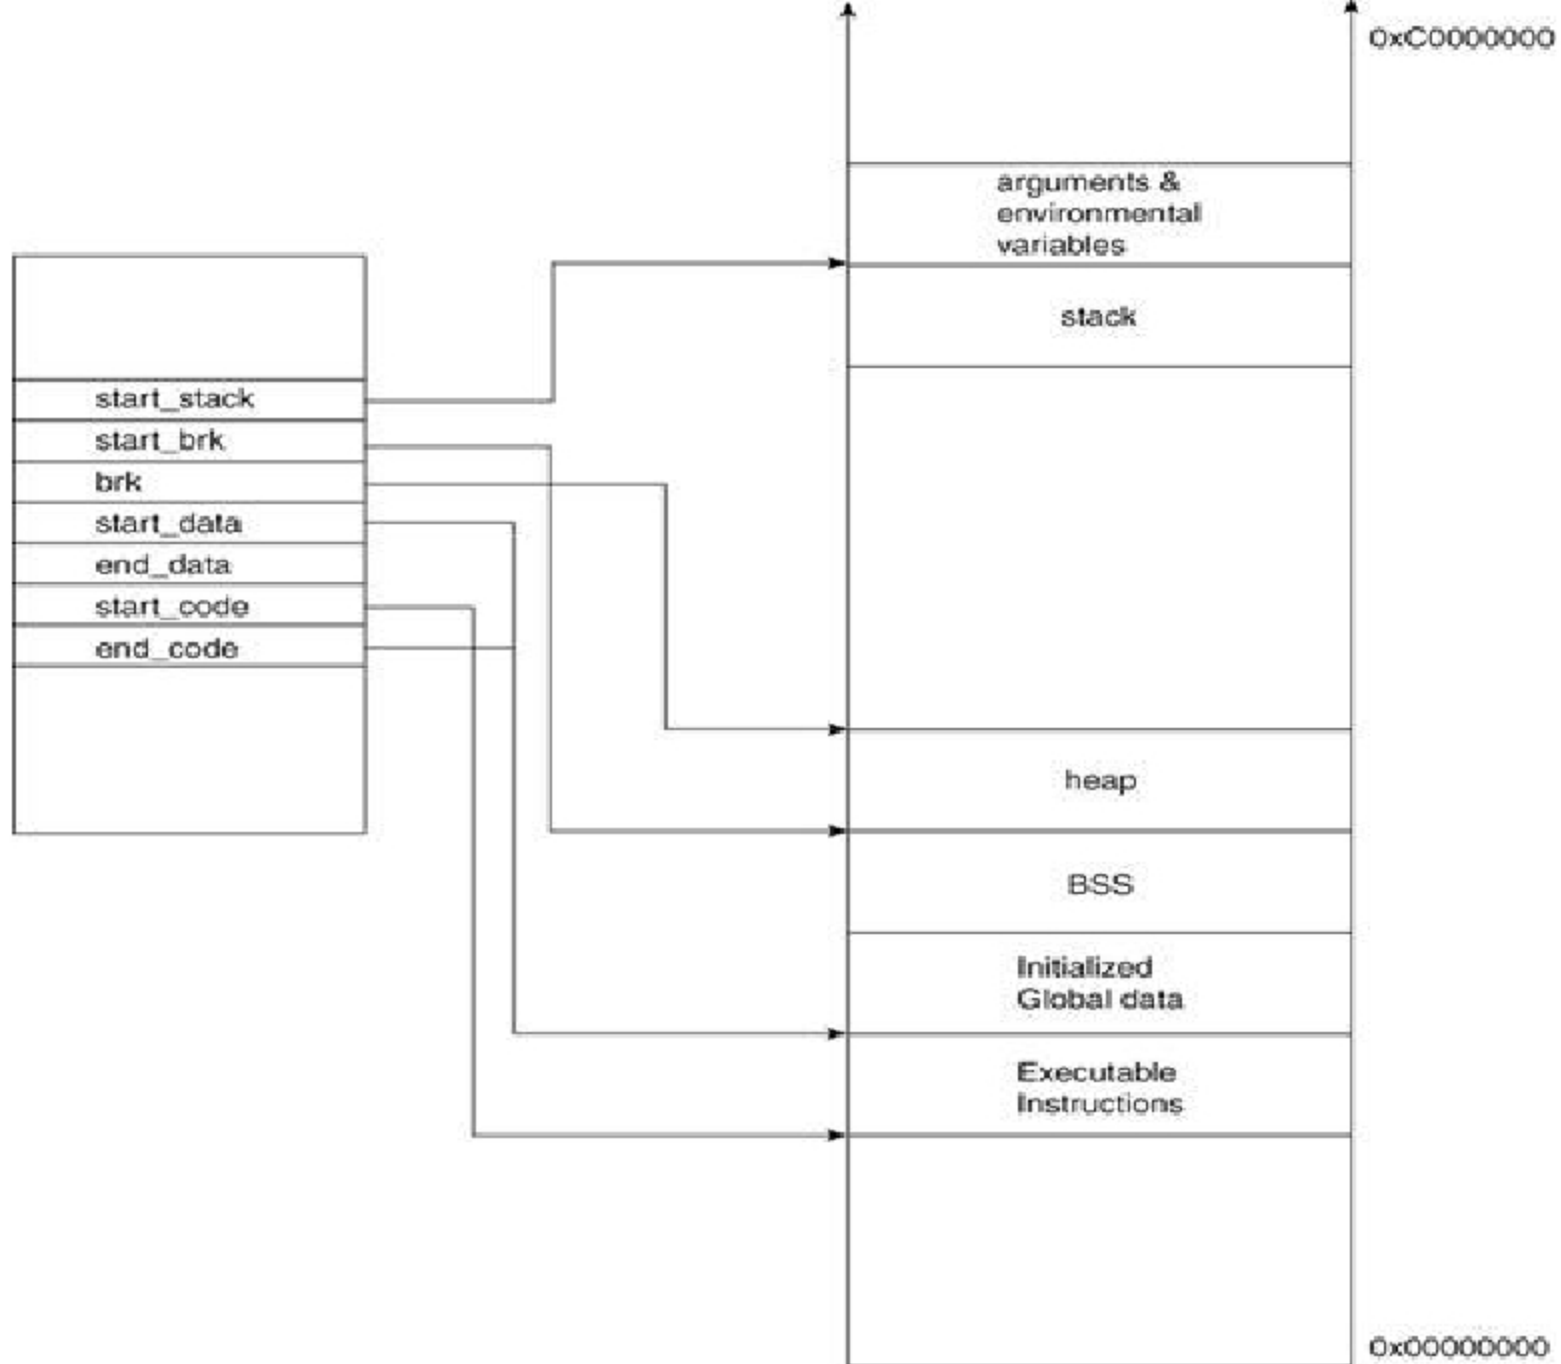 0xC0000000
arguments &
environmental
variables
stack
start_stack
start_brk
brk
start_data
end_data
start_code
end_code
heap
BSS
Initialized
Global data
Executable
Instructions
0x00000000